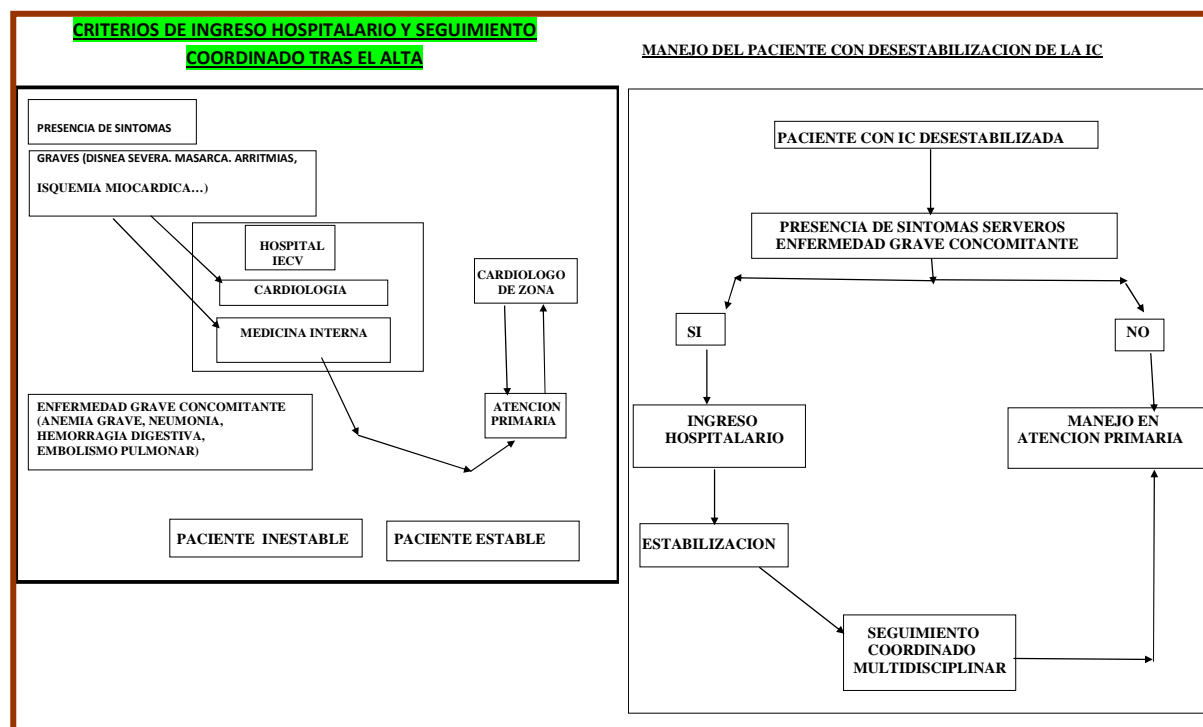 CRITERIOS DE INGRESO HOSPITALARIO Y SEGUIMIENTO
COORDINADO TRAS EL ALTA
PRESENCIA DE SINTOMAS
GRAVES (DISNEA SEVERA. MASARCA. ARRITMIAS,
ISQUEMIA MIOCARDICA...)
HOSPITAL
IECV
CARDIOLOGIA
MEDICINA INTERNA
CARDIOLOGO
DE ZONA
ATENCION
PRIMARIA
ENFERMEDAD GRAVE CONCOMITANTE
(ANEMIA GRAVE, NEUMONIA,
HEMORRAGIA DIGESTIVA,
EMBOLISMO PULMONAR)
PACIENTE INESTABLE
PACIENTE ESTABLE
MANEJO DEL PACIENTE CON DESESTABILIZACION DE LA IC
PACIENTE CON IC DESESTABILIZADA
PRESENCIA DE SINTOMAS SERVEROS
ENFERMEDAD GRAVE CONCOMITANTE
SI
NO
INGRESO
HOSPITALARIO
MANEJO EN
ATENCION PRIMARIA
ESTABILIZACION
SEGUIMIENTO
COORDINADO
MULTIDISCIPLINAR